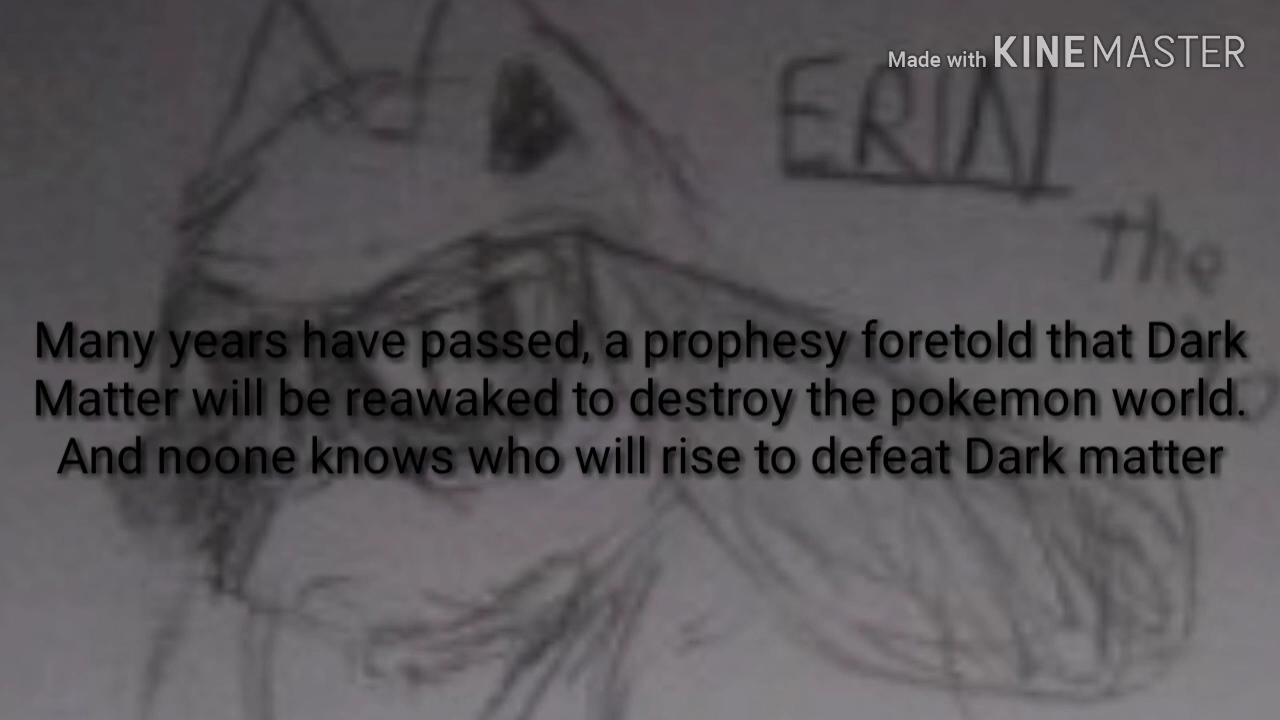 Made with KINEMASTER
ERIN
the
Many years have passed, a prophesy foretold that Dark
Matter will be reawaked to destroy the pokemon world.
And noone knows who will rise to defeat Dark matter